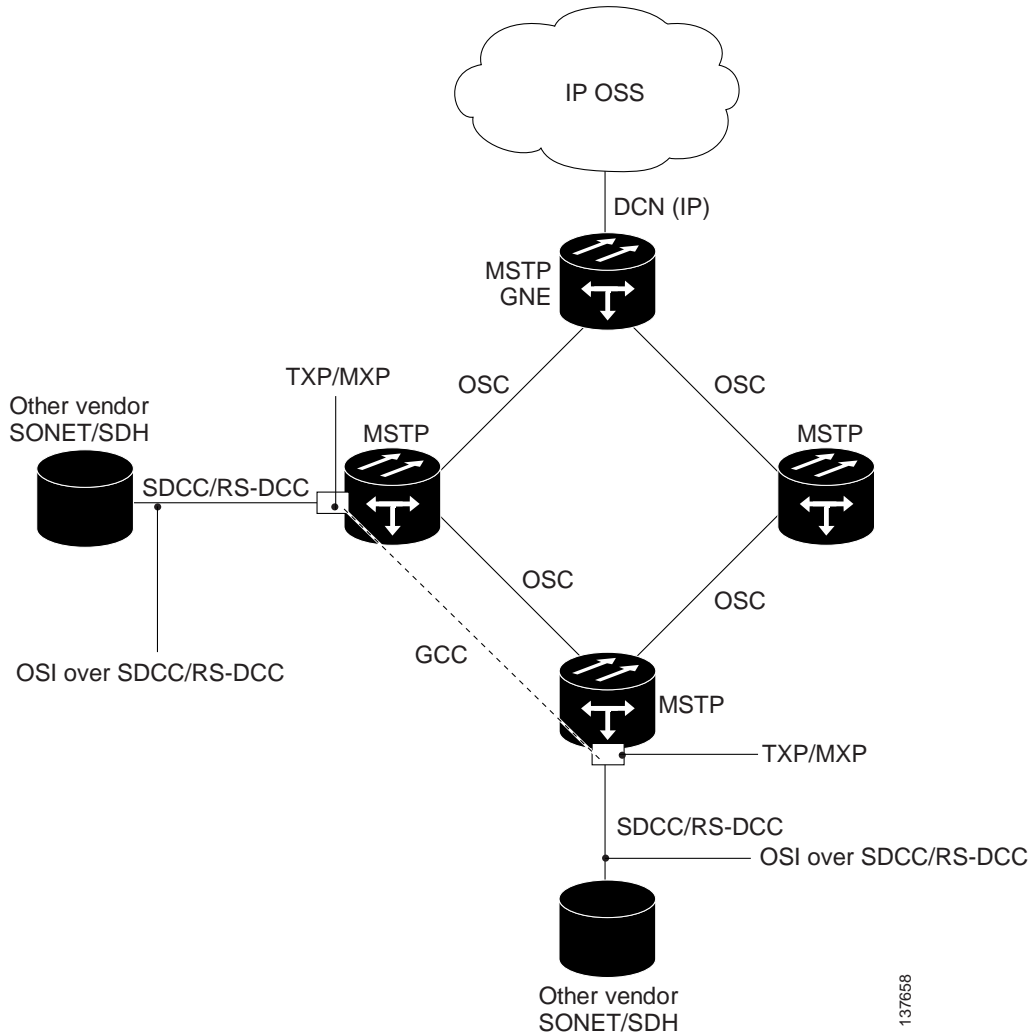 IP OSS
DCN (IP)
MSTP
GNE
OSC
OSC
TXP/MXP
Other vendor
SONET/SDH
MSTP
MSTP
SDCC/RS-DCC
OSC
OSC
GCC
OSI over SDCC/RS-DCC
MSTP
TXP/MXP
SDCC/RS-DCC
OSI over SDCC/RS-DCC
Other vendor
SONET/SDH
137658